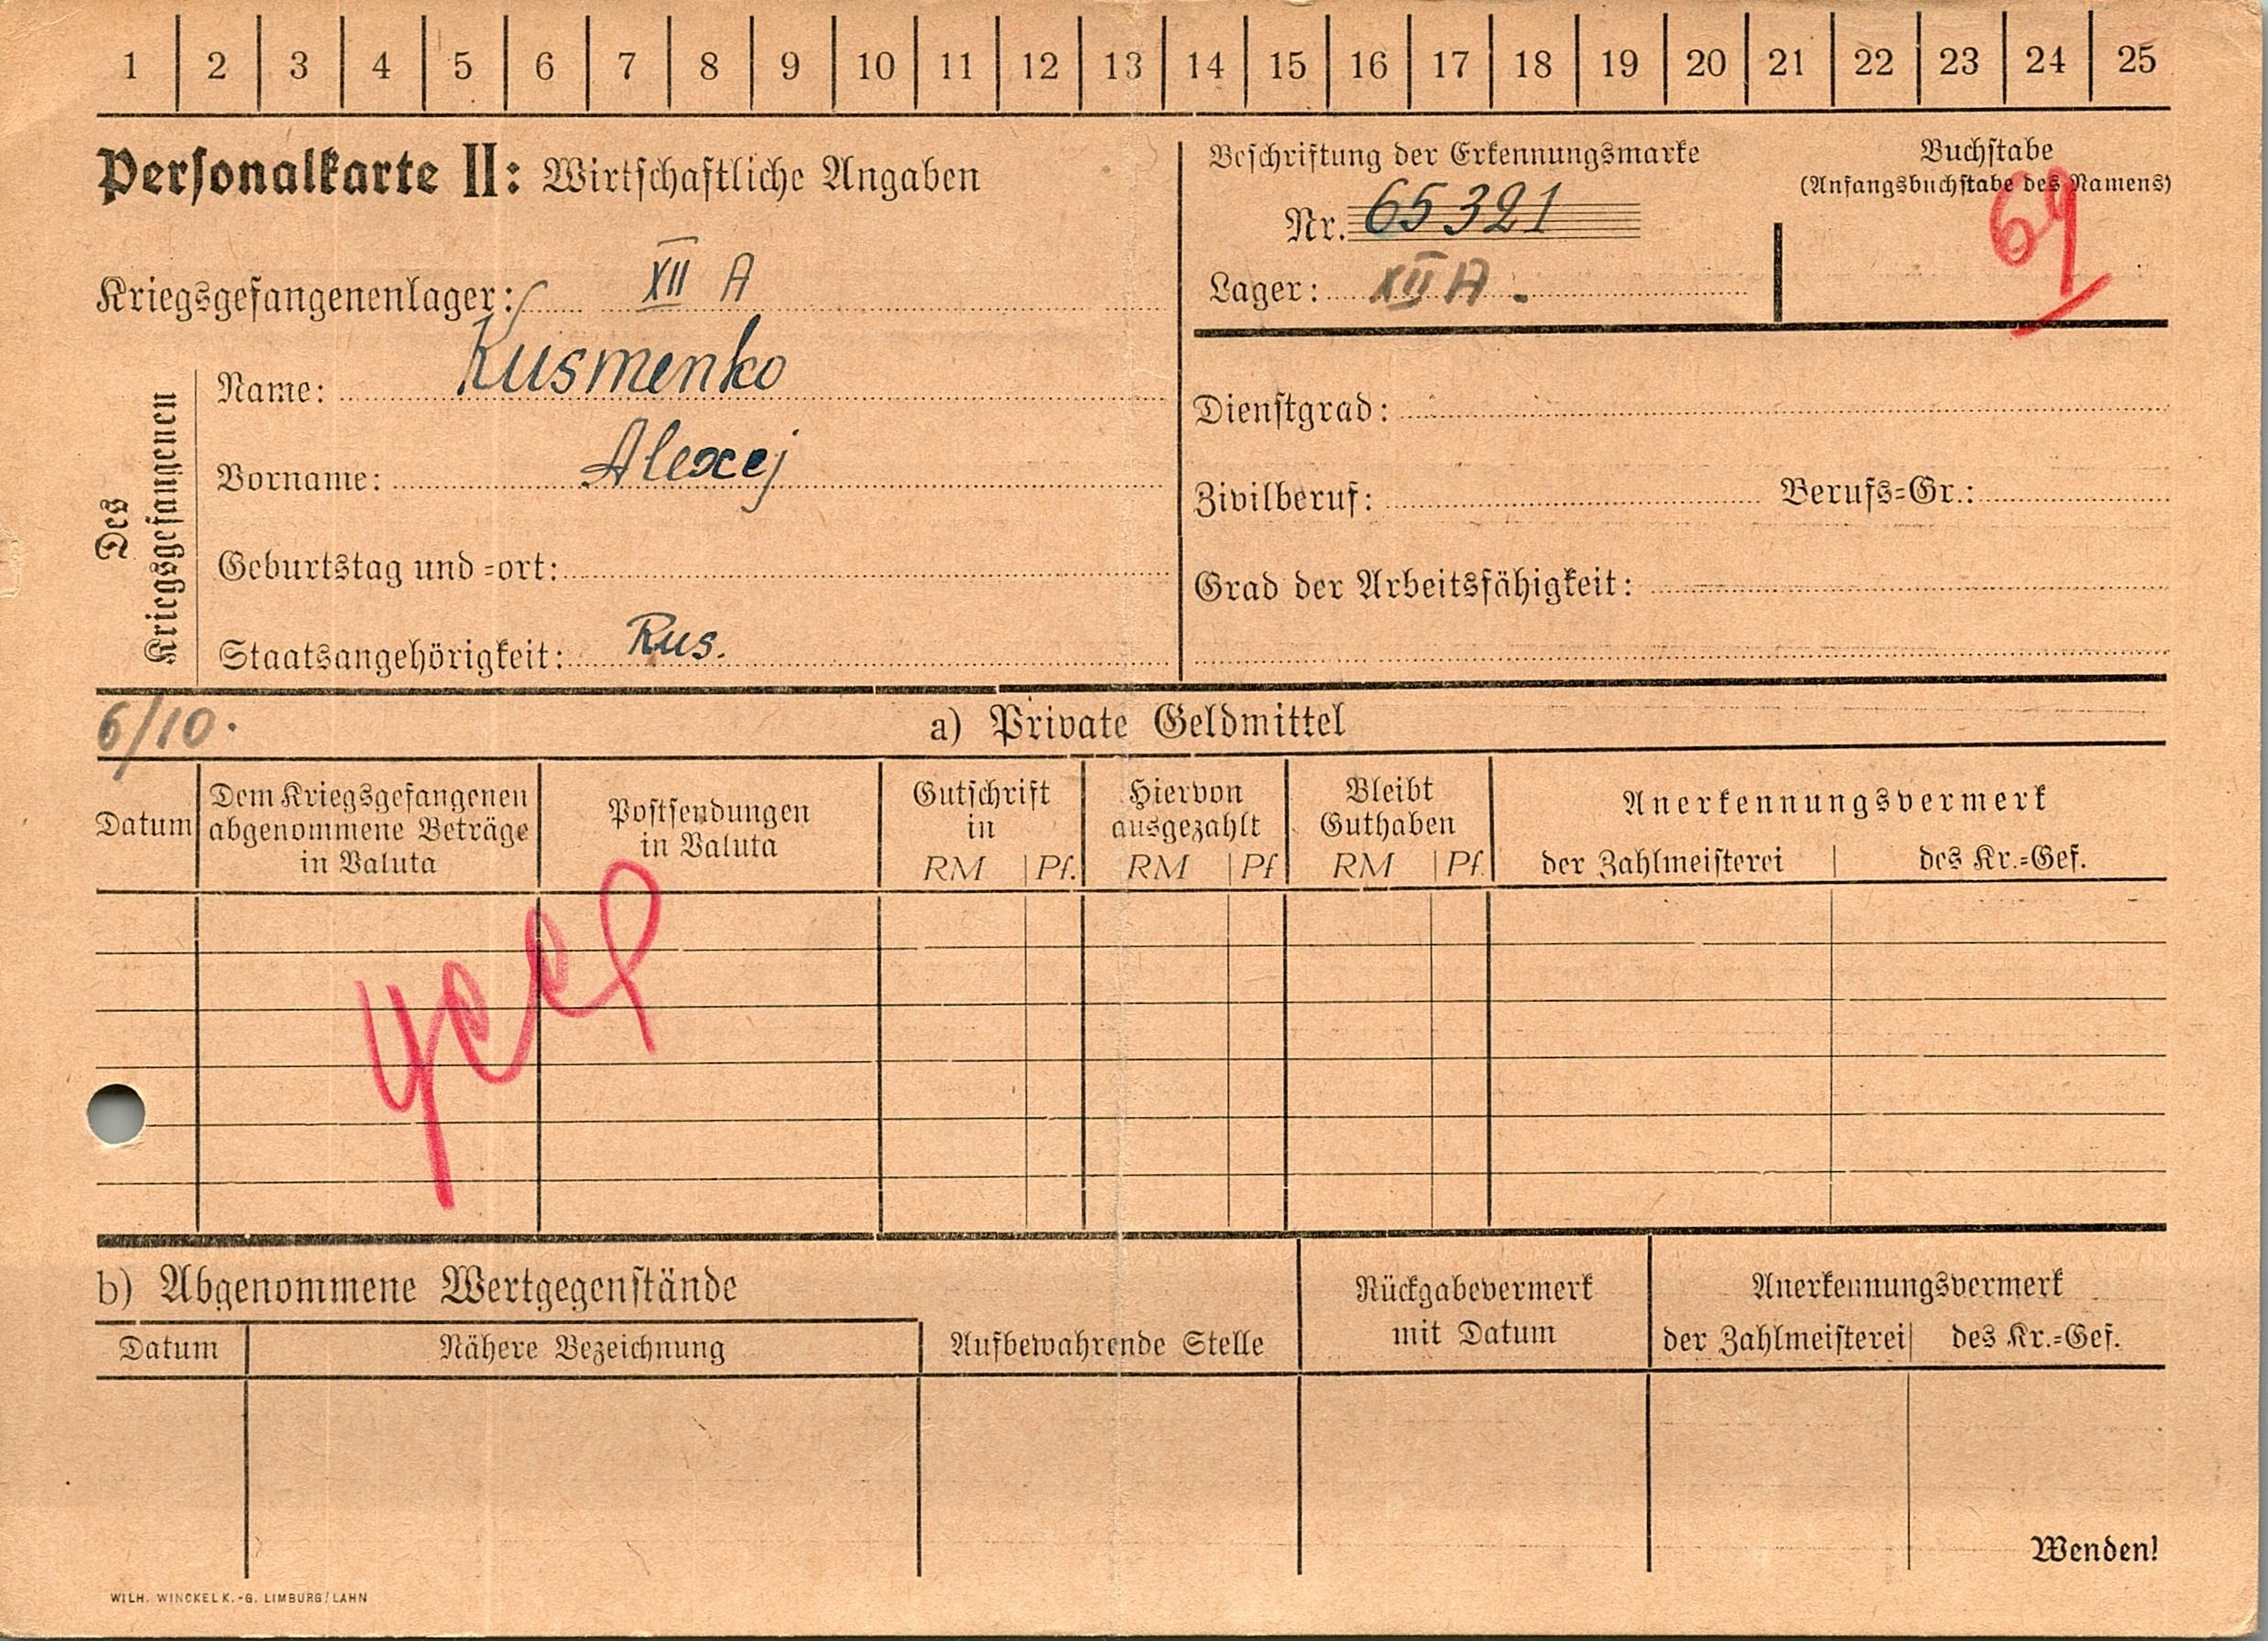 1 2 3 4 5 6 7 8 9 10 11 12 13 14 15 16 17 18 19 20 21 22 23 24 25
Personalkarte II: Wirtschaftliche Angaben
Beschriftung der Erkennungsmarke
Nr. 65321
Lager: XII A.
Buchstabe
(Anfangsbuchstabe des Namens)
69
Kriegsgefangenenlager: XII A
Des Kriegsgefangenen
Name: Kusmenko
Vorname: Alexej
Geburtstag und -ort:
Staatsangehörigkeit: Rus.
Dienstgrad:
Zivilberuf: Berufs-Gr.:
Grad der Arbeitsfähigkeit:
6/10.
a) Private Geldmittel
Datum
Dem Kriegsgefangenen
abgenommene Beträge
in Valuta
Postsendungen
in Valuta
Gutschrift
in
RM Pf.
Hiervon
ausgezahlt
RM Pf
Bleibt
Guthaben
RM Pf.
Anerkennungsvermerk
der Zahlmeisterei des Kr.-Gef.
b) Abgenommene Wertgegenstände
Datum Nähere Bezeichnung Aufbewahrende Stelle
Rückgabevermerk
mit Datum
Anerkennungsvermerk
der Zahlmeisterei des Kr.-Gef.
Wenden!
WILH. WINCKEL K.-G. LIMBURG/LAHN